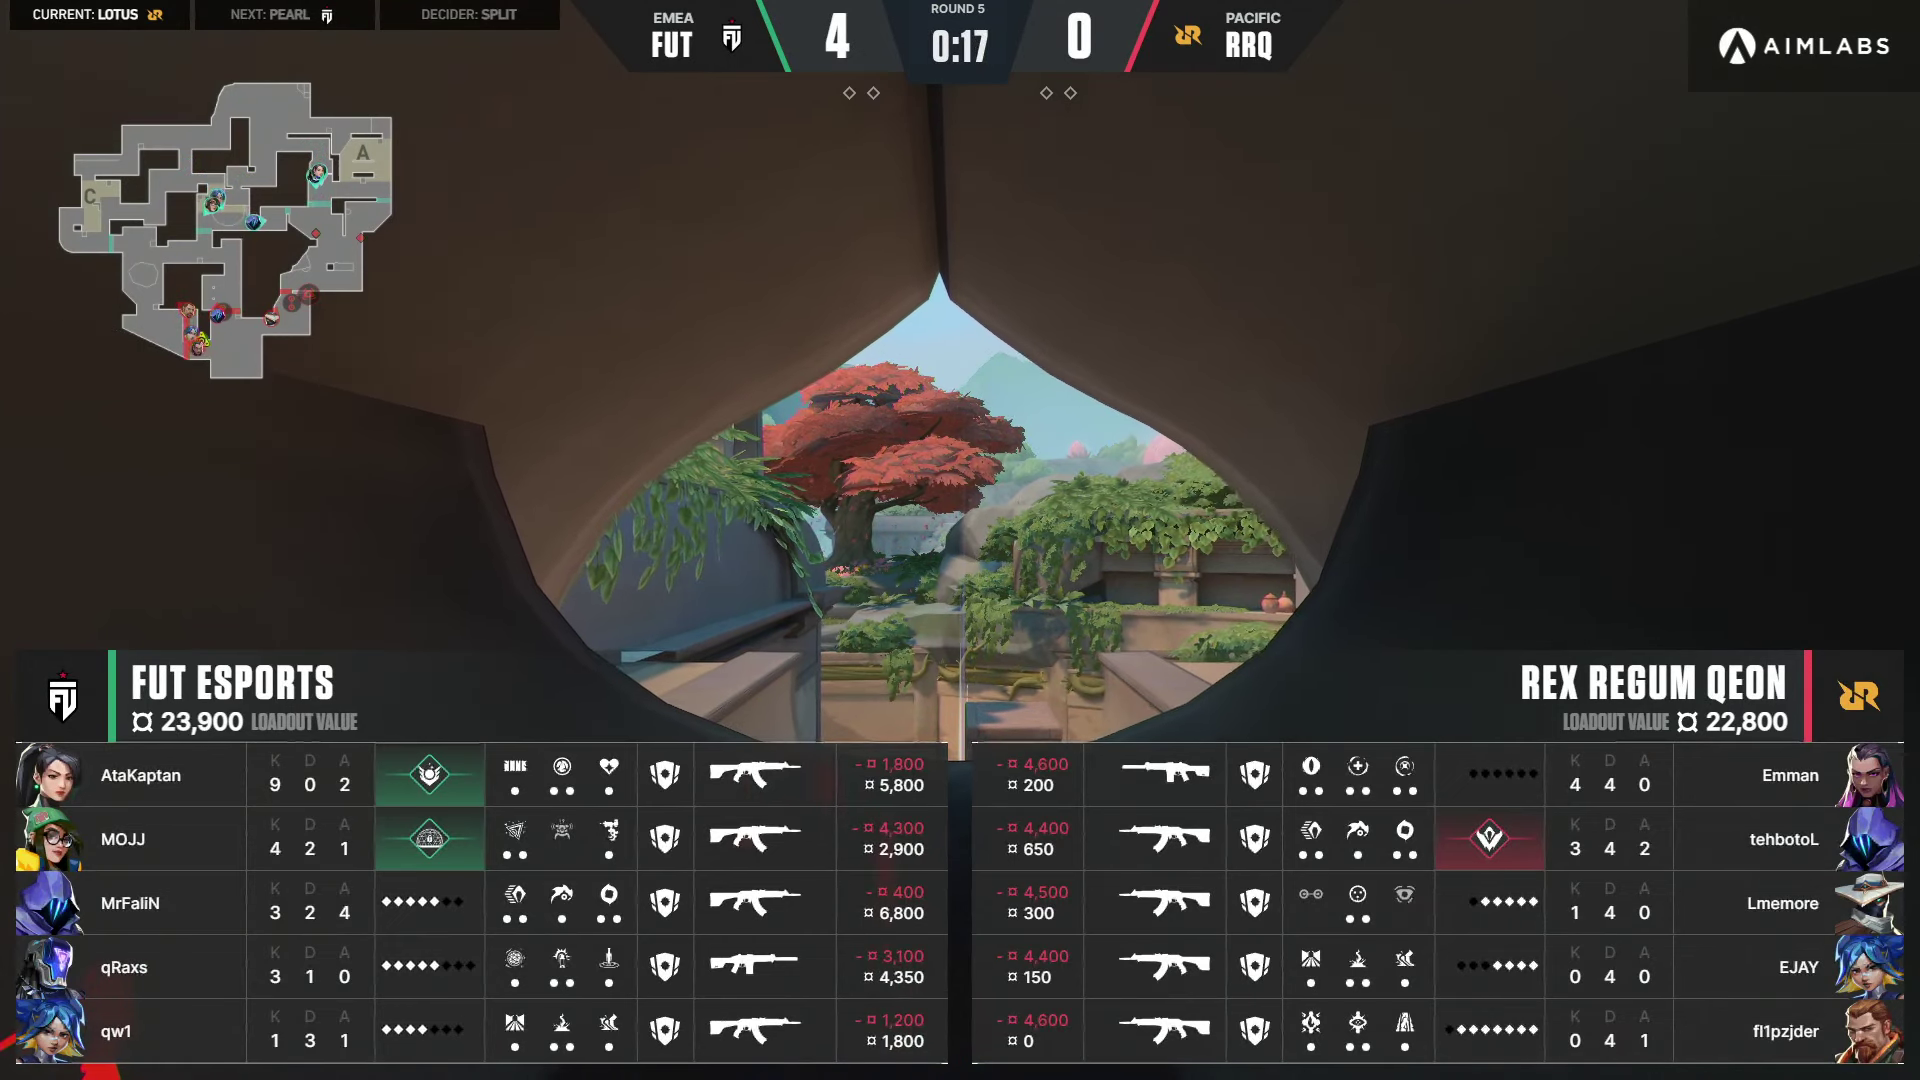 CURRENT: LOTUS
NEXT: PEARL
DECIDER: SPLIT
EMEA
FUT
4
ROUND 5
0:17
0
PACIFIC
RRQ
AIMLABS
A
C
FUT ESPORTS
¤ 23,900 LOADOUT VALUE
REX REGUM QEON
LOADOUT VALUE ¤ 22,800
AtaKaptan
K D A
9 0 2
- ¤ 1,800
¤ 5,800
MOJJ
K D A
4 2 1
- ¤ 4,300
¤ 2,900
MrFaliN
K D A
3 2 4
- ¤ 400
¤ 6,800
qRaxs
K D A
3 1 0
- ¤ 3,100
¤ 4,350
qw1
K D A
1 3 1
- ¤ 1,200
¤ 1,800
- ¤ 4,600
¤ 200
K D A
4 4 0
Emman
- ¤ 4,400
¤ 650
K D A
3 4 2
tehbotoL
- ¤ 4,500
¤ 300
K D A
1 4 0
Lmemore
- ¤ 4,400
¤ 150
K D A
0 4 0
EJAY
- ¤ 4,600
¤ 0
K D A
0 4 1
fl1pzjder